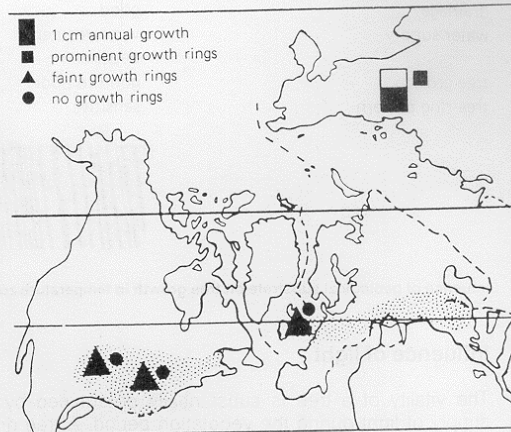 1 cm annual growth
prominent growth rings
faint growth rings
no growth rings